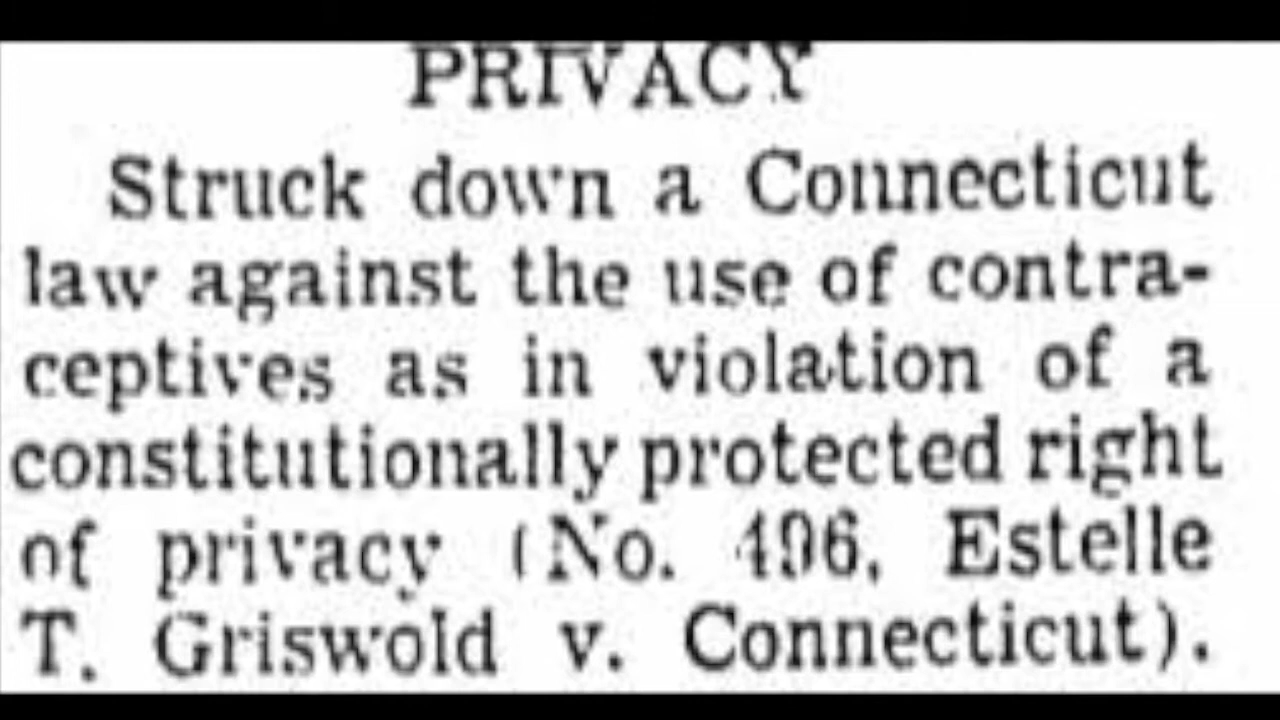 PRIVACY
Struck down a Connecticut
law against the use of contra-
ceptives as in violation of a
constitutionally protected right
of privacy (No. 496, Estelle
T. Griswold v. Connecticut).